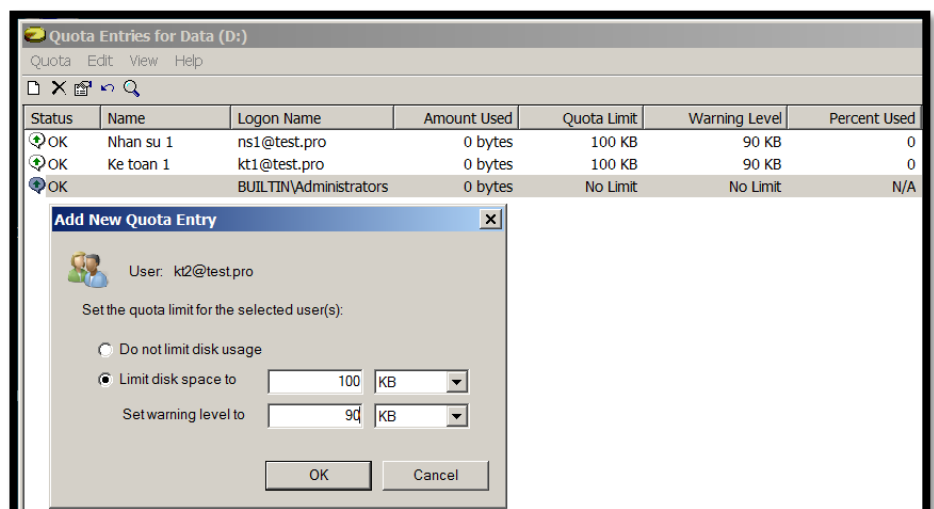 Quota Entries for Data (D:)
Quota Edit View Help
Status Name Logon Name Amount Used Quota Limit Warning Level Percent Used
OK Nhan su 1 ns1@test.pro 0 bytes 100 KB 90 KB 0
OK Ke toan 1 kt1@test.pro 0 bytes 100 KB 90 KB 0
OK BUILTIN\Administrators 0 bytes No Limit No Limit N/A
Add New Quota Entry
User: kt2@test.pro
Set the quota limit for the selected user(s):
Do not limit disk usage
Limit disk space to 100 KB
Set warning level to 90 KB
OK Cancel